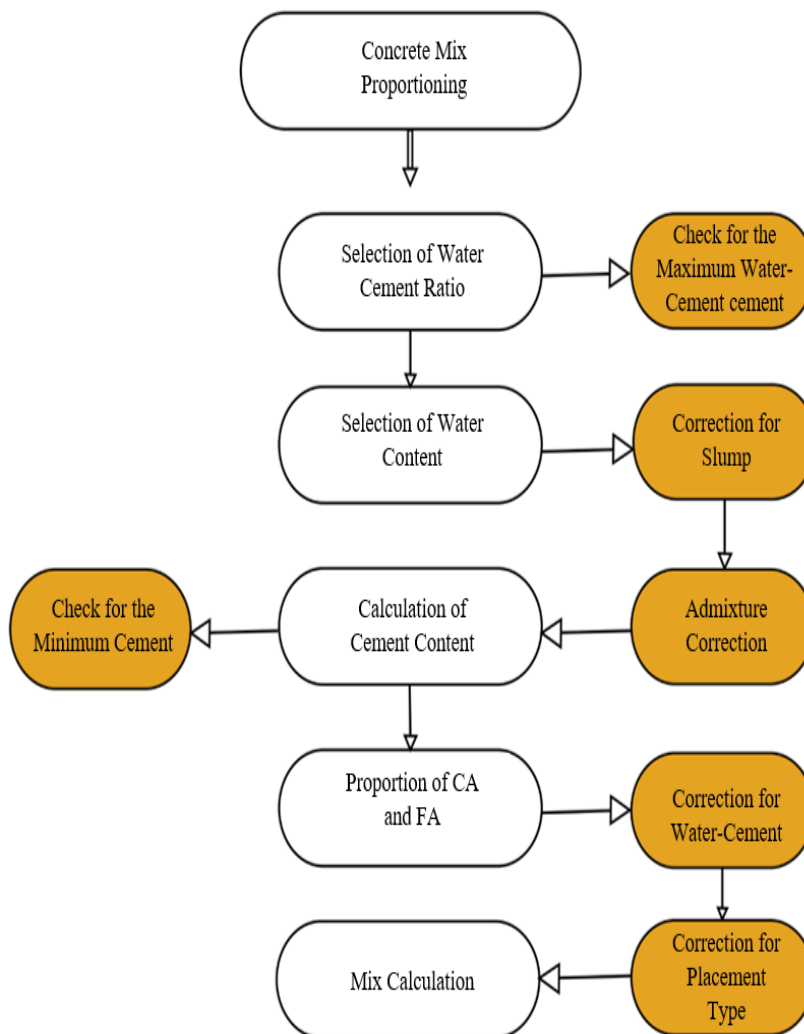 Concrete Mix
Proportioning
Selection of Water
Cement Ratio
Check for the
Maximum Water-
Cement cement
Selection of Water
Content
Correction for
Slump
Check for the
Minimum Cement
Calculation of
Cement Content
Admixture
Correction
Proportion of CA
and FA
Correction for
Water-Cement
Mix Calculation
Correction for
Placement
Type